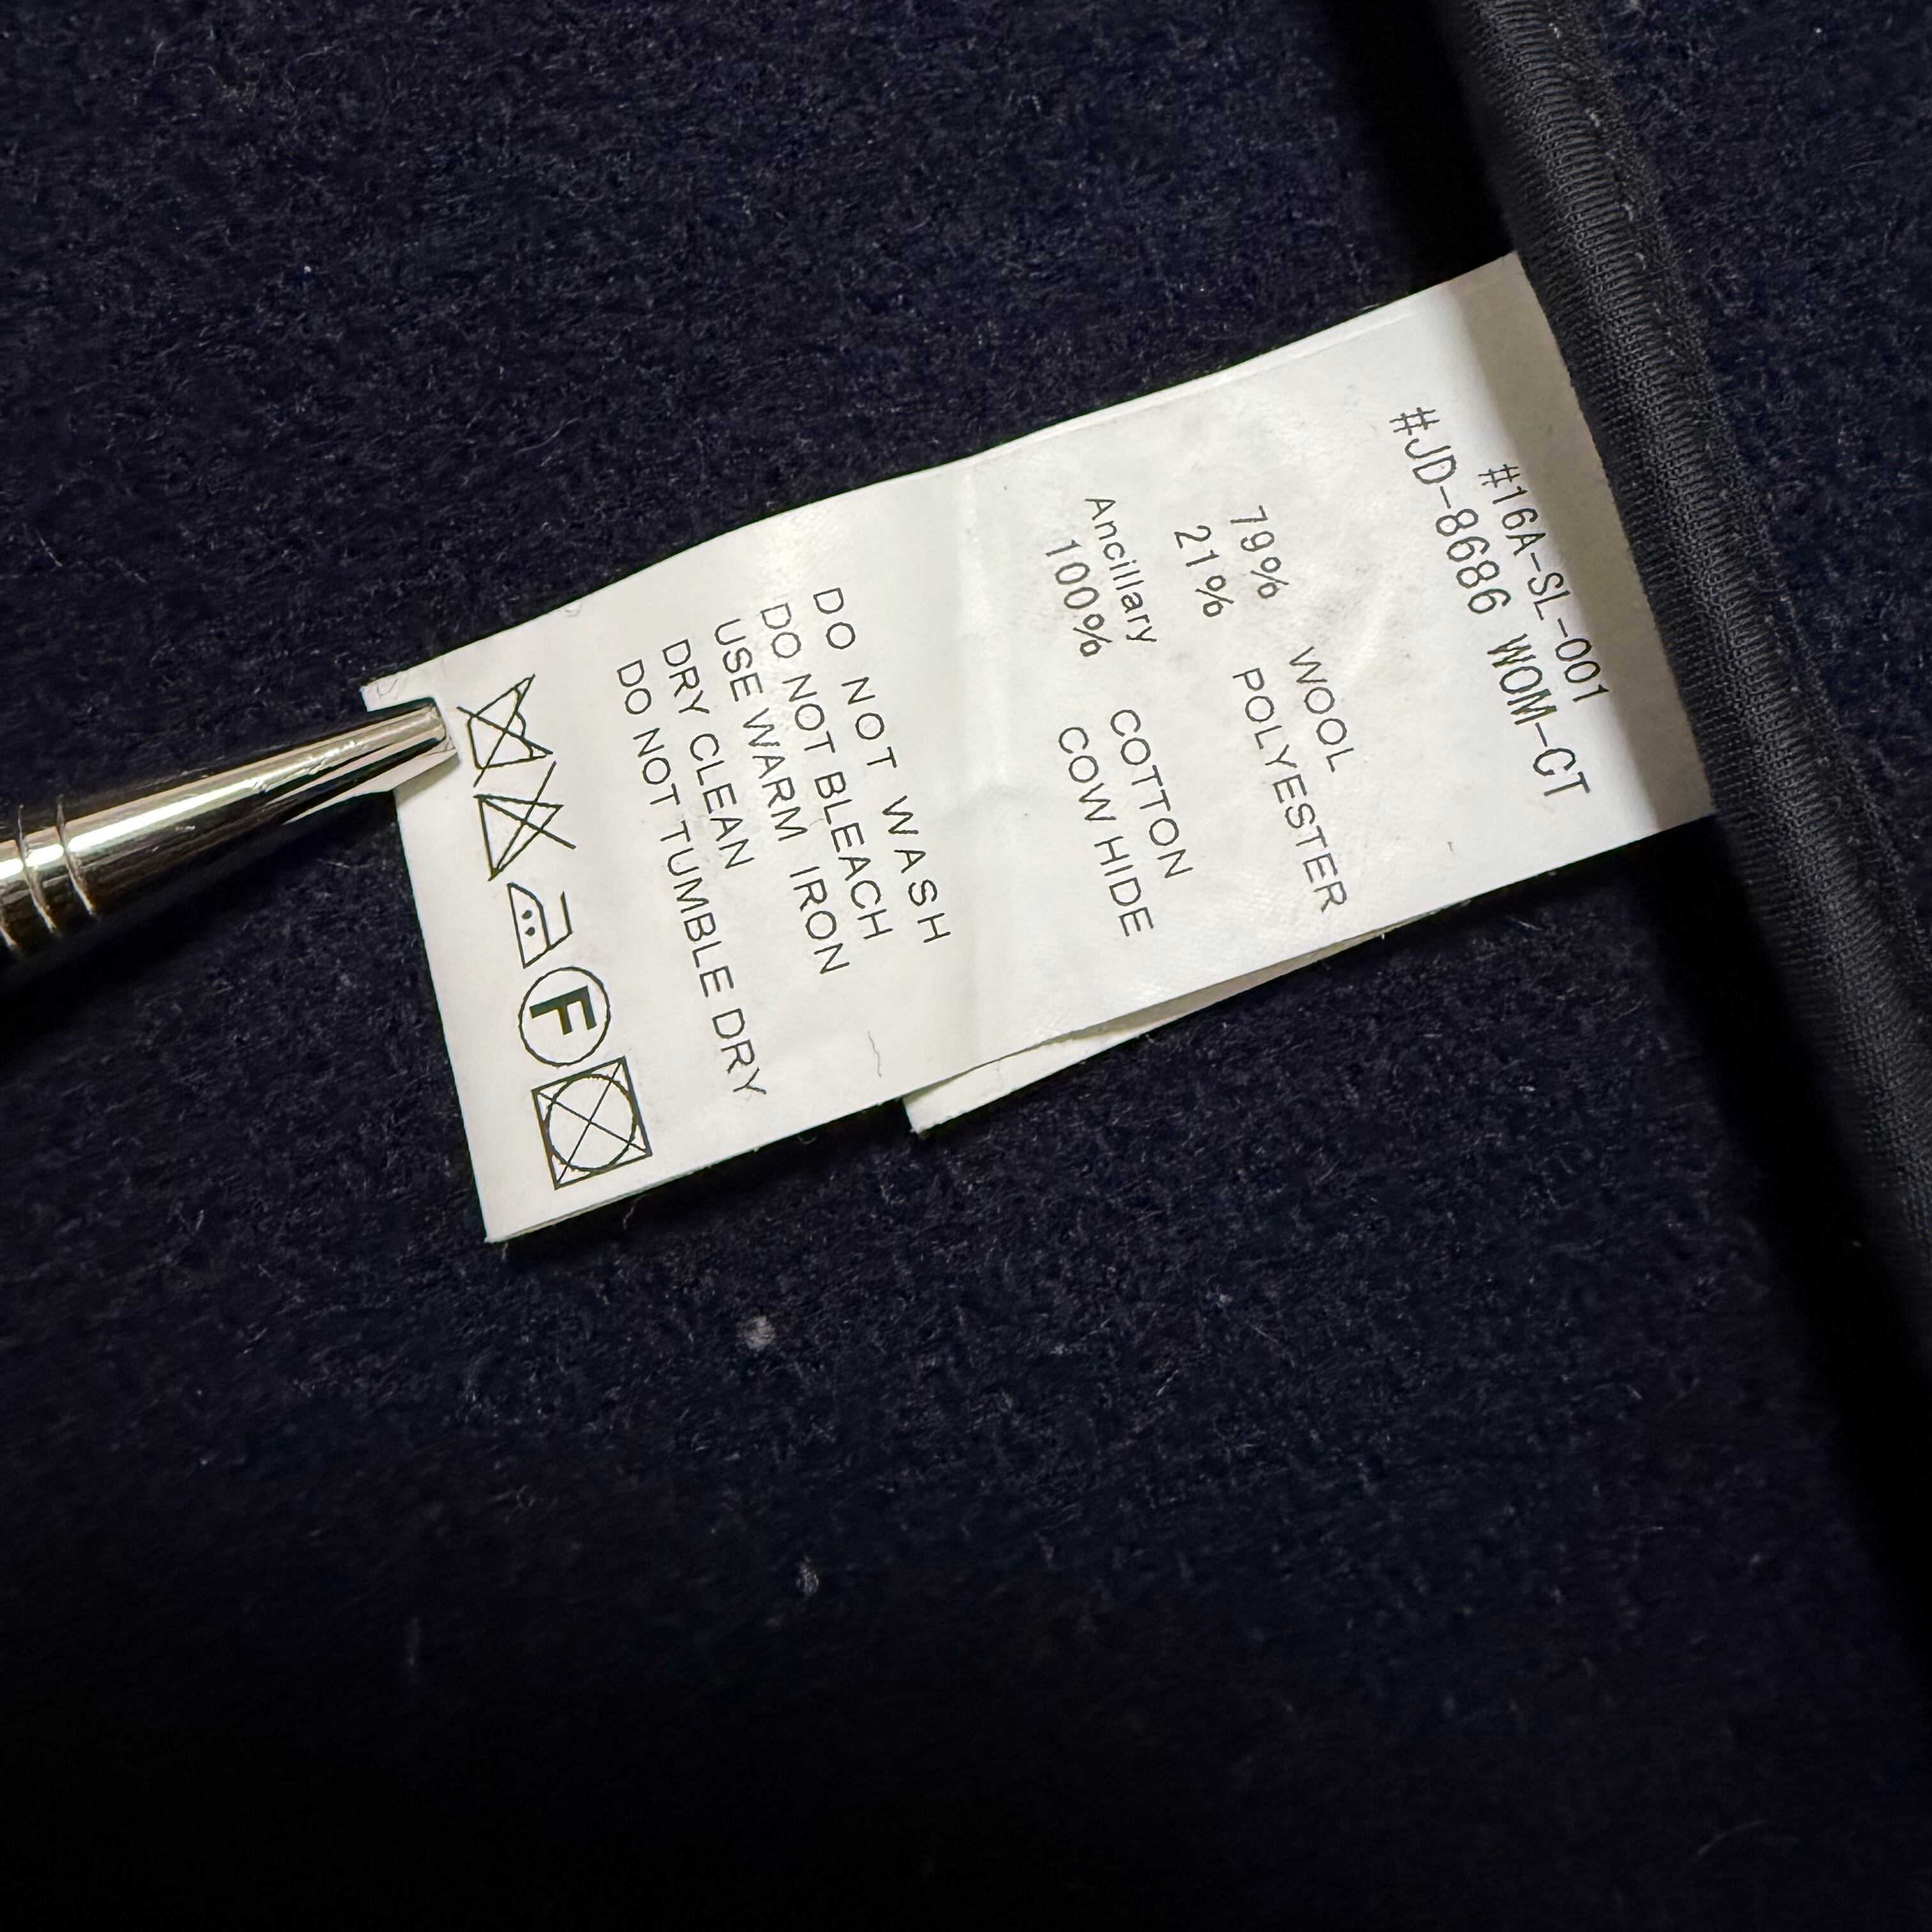 #16A-SL-001
#JD-8686 WOM-CT
79% WOOL
21% POLYESTER
Ancillary
100% COTTON
COW HIDE
DO NOT WASH
DO NOT BLEACH
USE WARM IRON
DRY CLEAN
DO NOT TUMBLE DRY
F